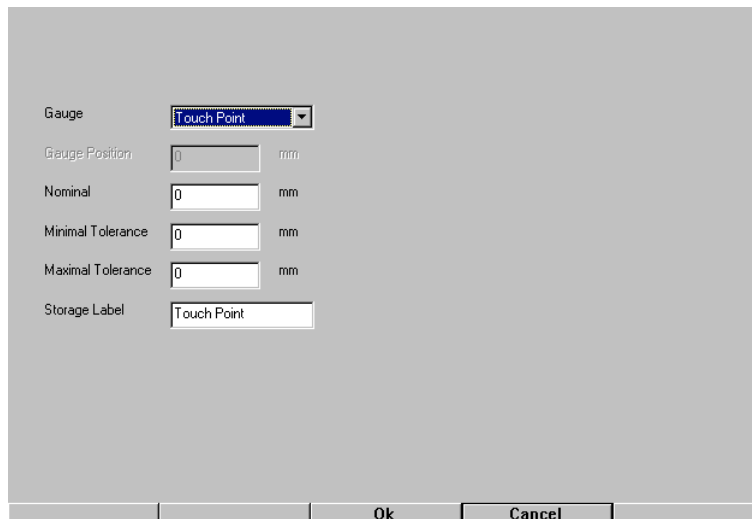 Gauge Touch Point
Gauge Position 0 mm
Nominal 0 mm
Minimal Tolerance 0 mm
Maximal Tolerance 0 mm
Storage Label Touch Point
Ok Cancel